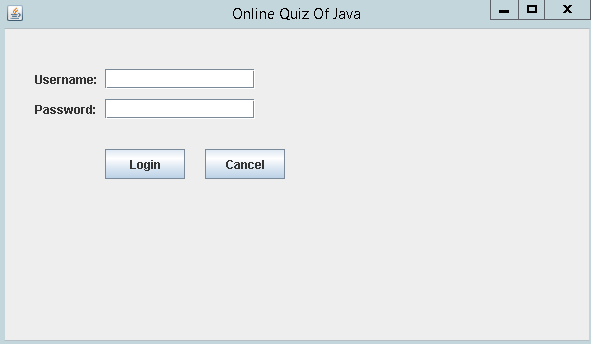 Online Quiz Of Java
Username:
Password:
Login Cancel